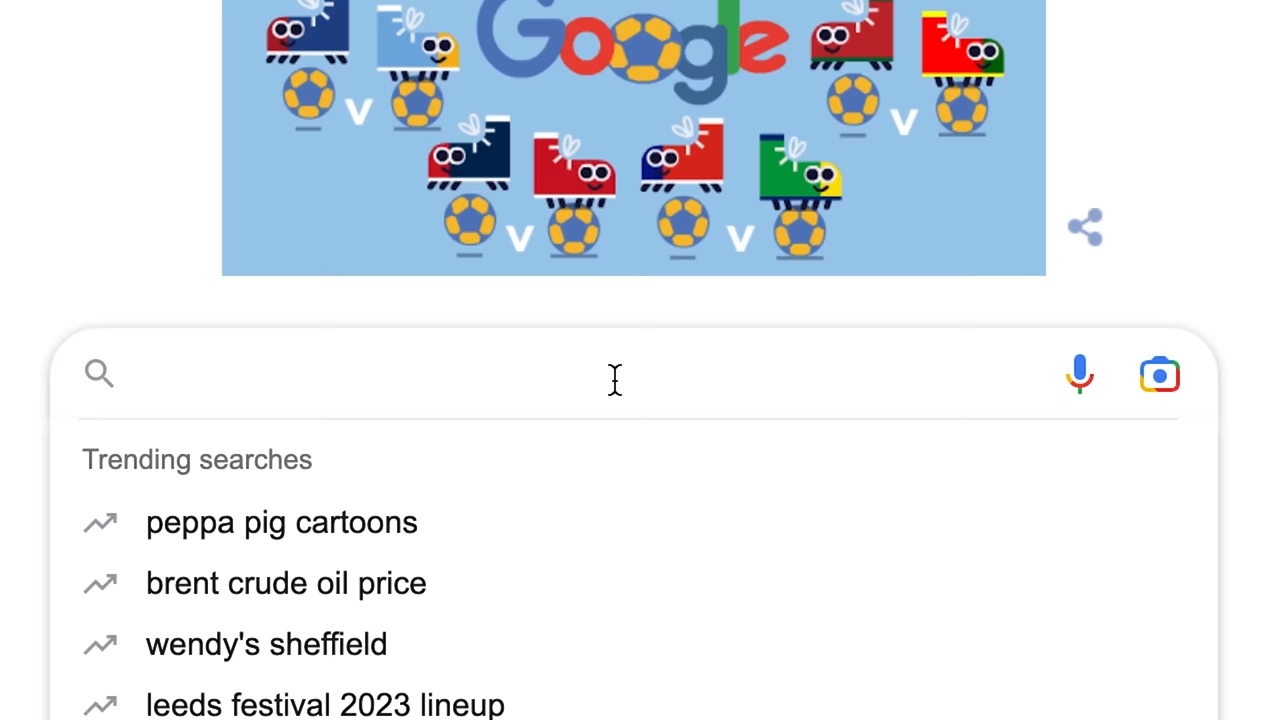 Google
v
v
v
v
Trending searches
peppa pig cartoons
brent crude oil price
wendy's sheffield
leeds festival 2023 lineup